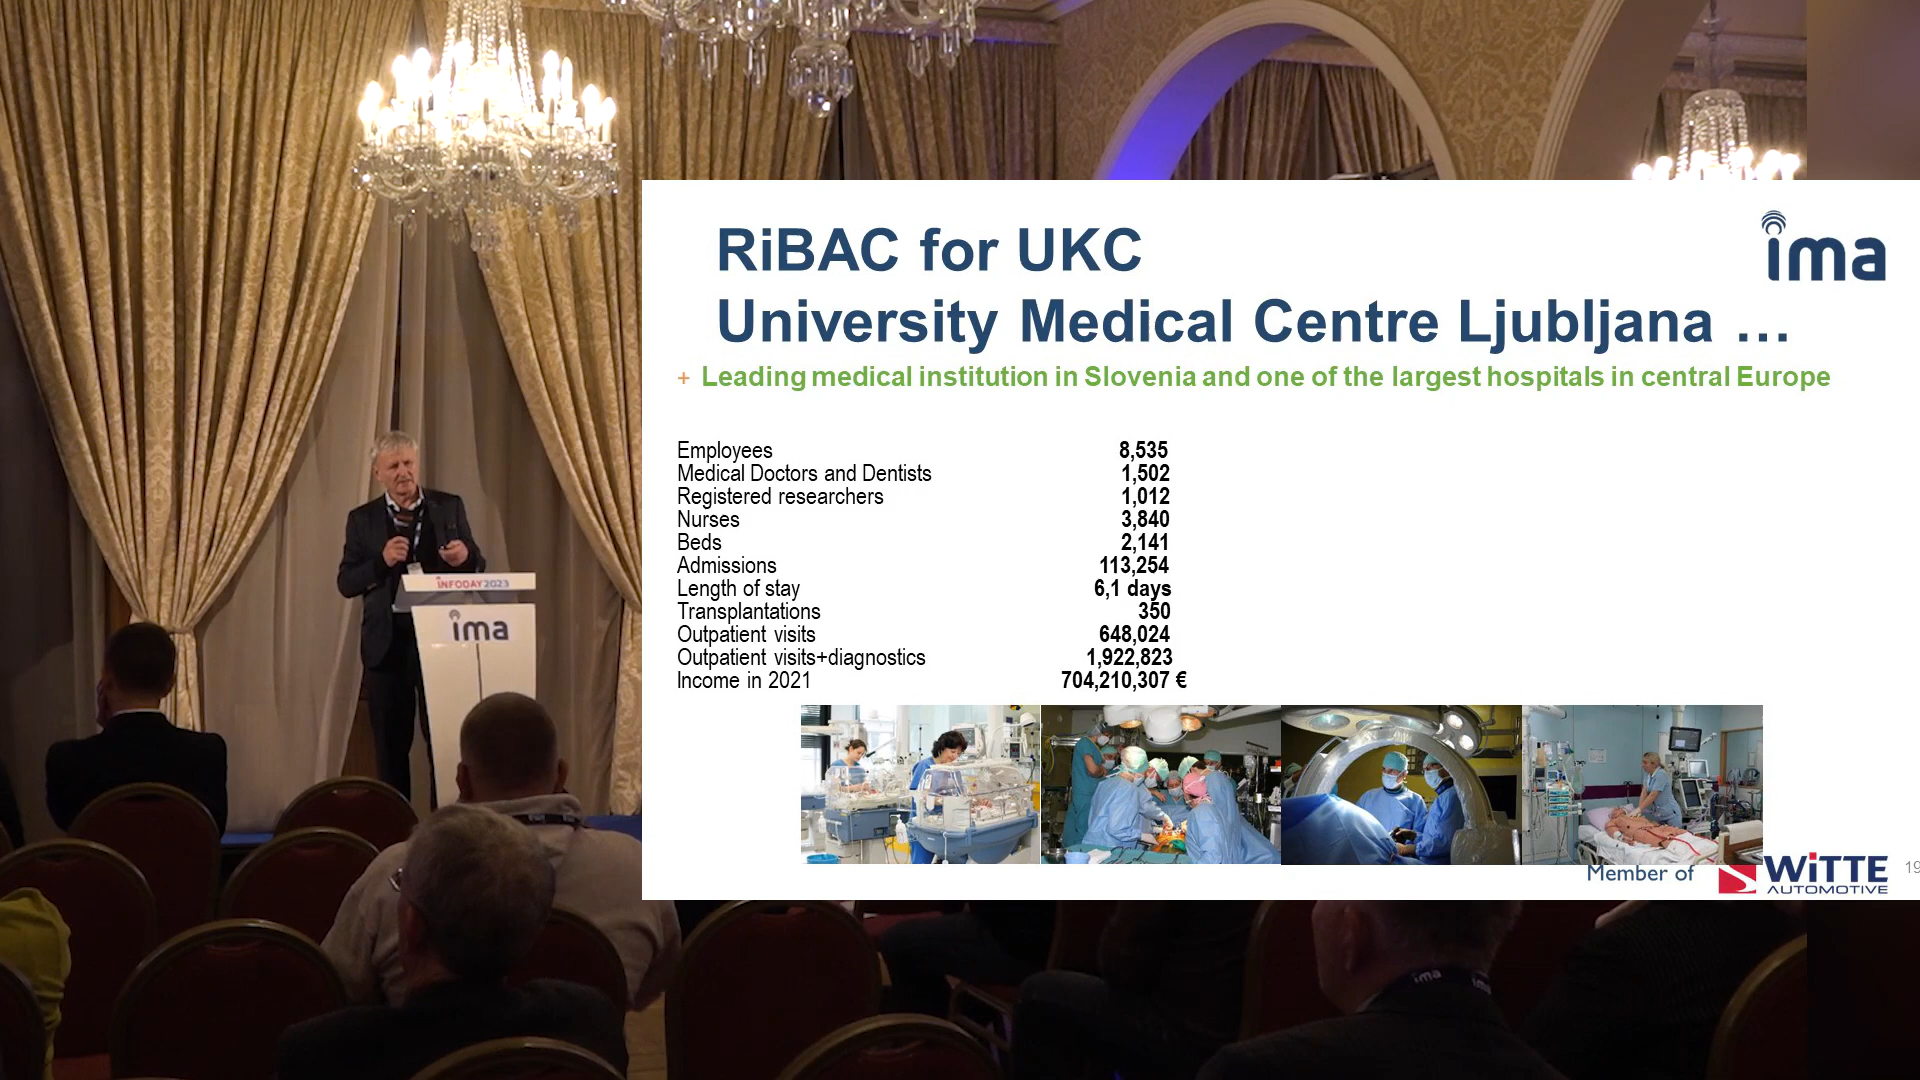 RiBAC for UKC
ima
University Medical Centre Ljubljana …
+ Leading medical institution in Slovenia and one of the largest hospitals in central Europe
Employees 8,535
Medical Doctors and Dentists 1,502
Registered researchers 1,012
Nurses 3,840
Beds 2,141
Admissions 113,254
Length of stay 6,1 days
Transplantations 350
Outpatient visits 648,024
Outpatient visits+diagnostics 1,922,823
Income in 2021 704,210,307 €
Member of WiTTE AUTOMOTIVE
19
iNFODAY2023
ima
ima